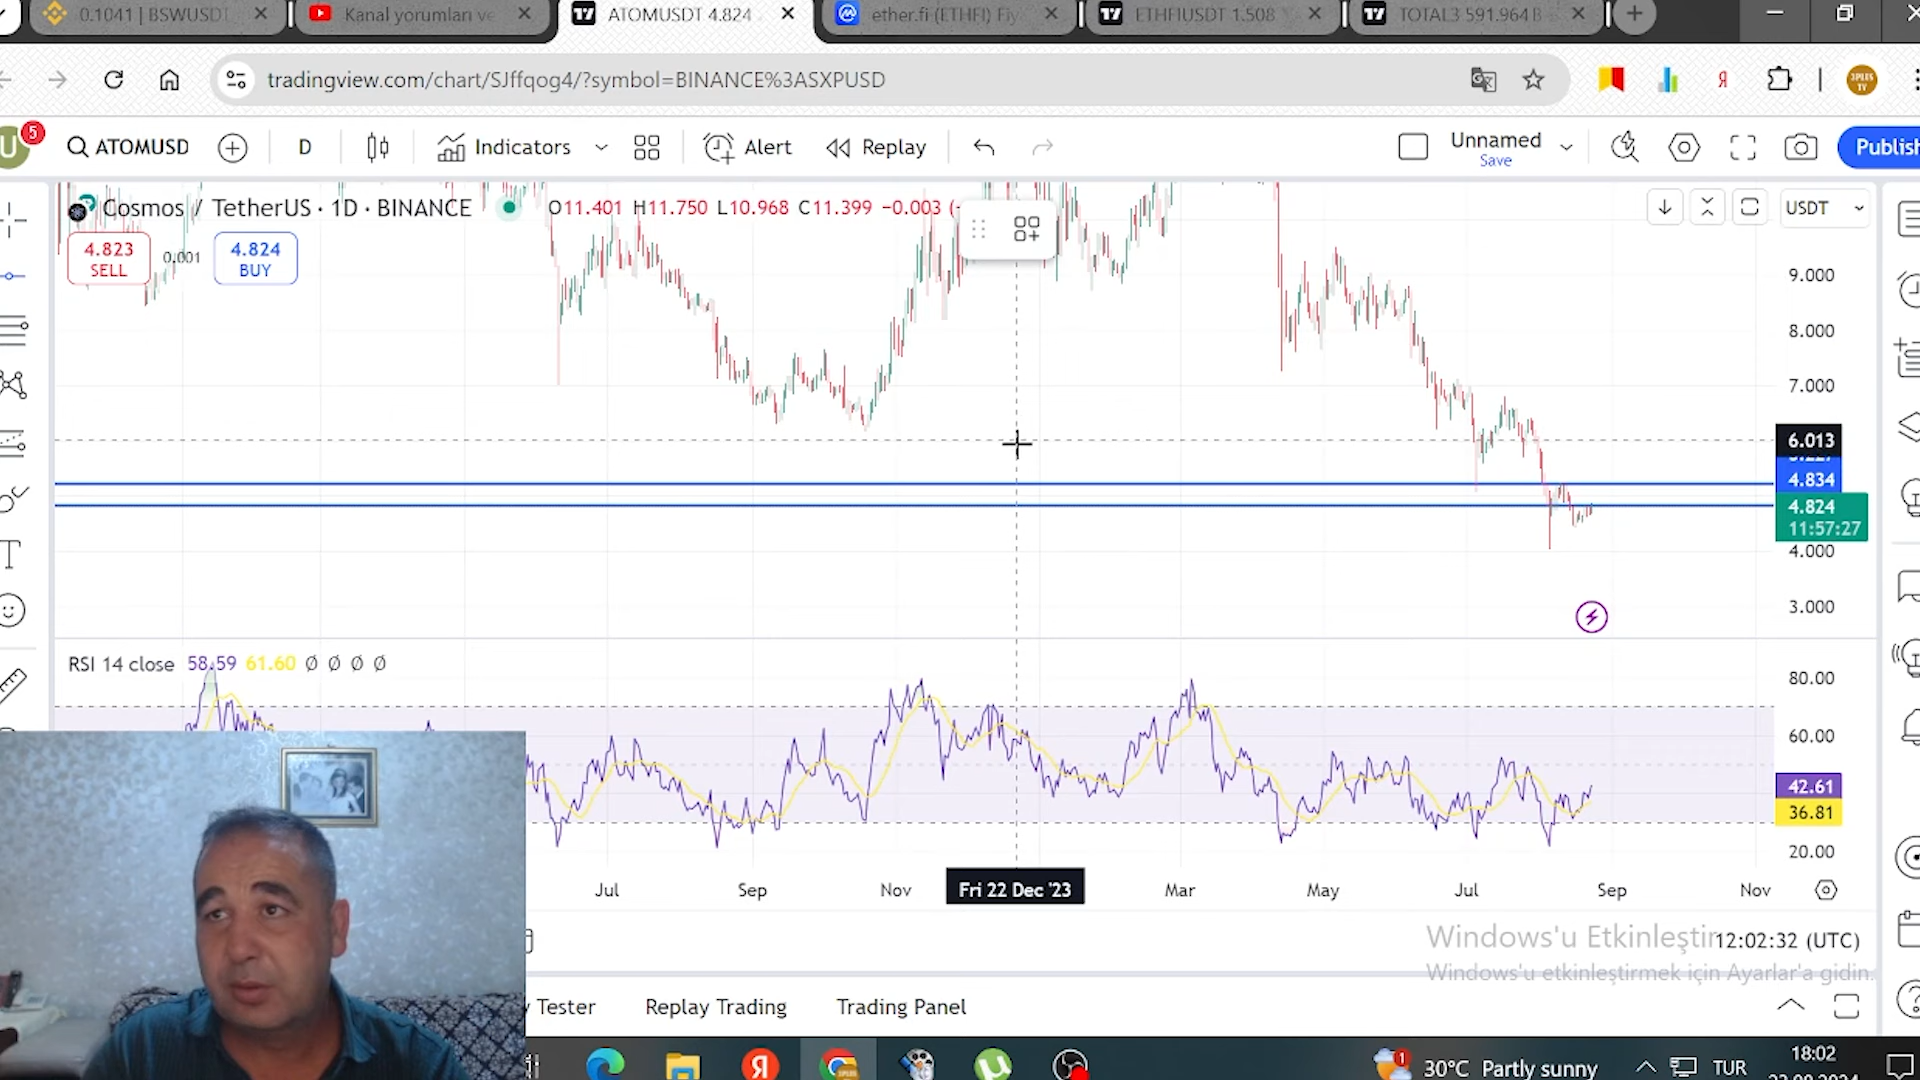 0.1041 | BSWUSDT
Kanal yorumları ve
ATOMUSDT 4.824
ether.fi (ETHFI) Fiy
ETHFIUSDT 1.508
TOTAL3 591.964B
tradingview.com/chart/SJffqog4/?symbol=BINANCE%3ASXPUSD
3PLES
TV
U
5
ATOMUSD
D
Indicators
Alert
Replay
Unnamed
Save
Publish
Cosmos / TetherUS · 1D · BINANCE
O11.401 H11.750 L10.968 C11.399 −0.003 (-
USDT
4.823
SELL
0.001
4.824
BUY
9.000
8.000
7.000
6.013
4.834
4.824
11:57:27
4.000
3.000
RSI 14 close 58.59 61.60 Ø Ø Ø Ø
80.00
60.00
42.61
36.81
20.00
Jul
Sep
Nov
Fri 22 Dec '23
Mar
May
Jul
Sep
Nov
Windows'u Etkinleştir
12:02:32 (UTC)
Windows'u etkinleştirmek için Ayarlar'a gidin.
Tester
Replay Trading
Trading Panel
1
30°C Partly sunny
TUR
18:02